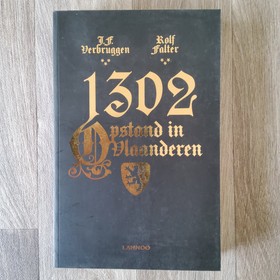 J.F. Verbruggen
Rolf Falter
1302
Opstand in
Vlaanderen
LANNOO